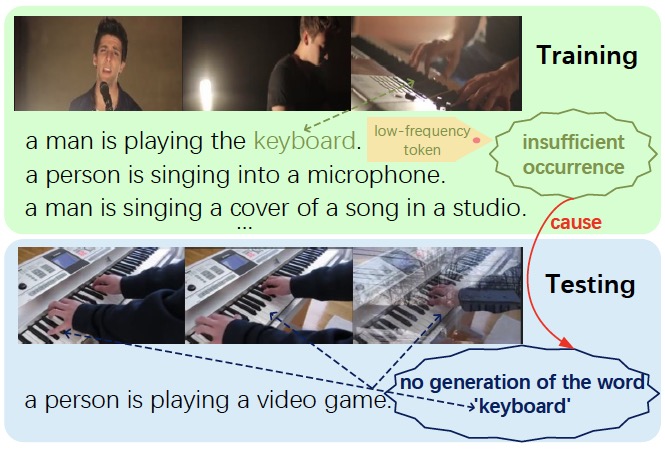 Training
a man is playing the keyboard.
low-frequency
token
insufficient
occurrence
a person is singing into a microphone.
a man is singing a cover of a song in a studio.
...
cause
Testing
a person is playing a video game.
no generation of the word
'keyboard'